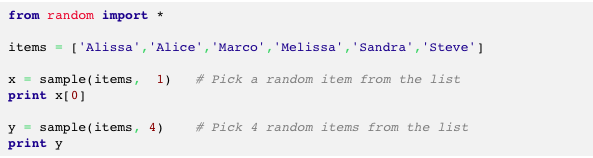 from random import *
items = ['Alissa','Alice','Marco','Melissa','Sandra','Steve']
x = sample(items,  1)   # Pick a random item from the list
print x[0]
y = sample(items, 4)    # Pick 4 random items from the list
print y